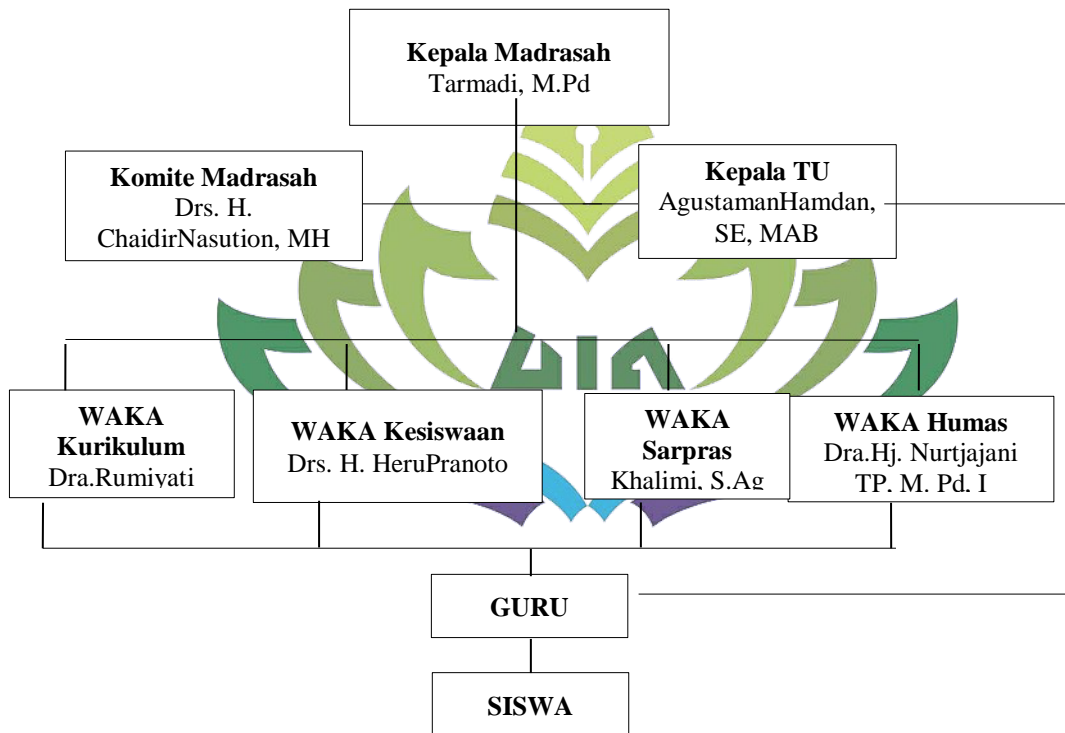 Kepala Madrasah
Tarmadi, M.Pd
Komite Madrasah
Drs. H.
ChaidirNasution, MH
Kepala TU
AgustamanHamdan,
SE, MAB
WAKA
Kurikulum
Dra.Rumiyati
WAKA Kesiswaan
Drs. H. HeruPranoto
WAKA
Sarpras
Khalimi, S.Ag
WAKA Humas
Dra.Hj. Nurtjajani
TP, M. Pd, I
GURU
SISWA